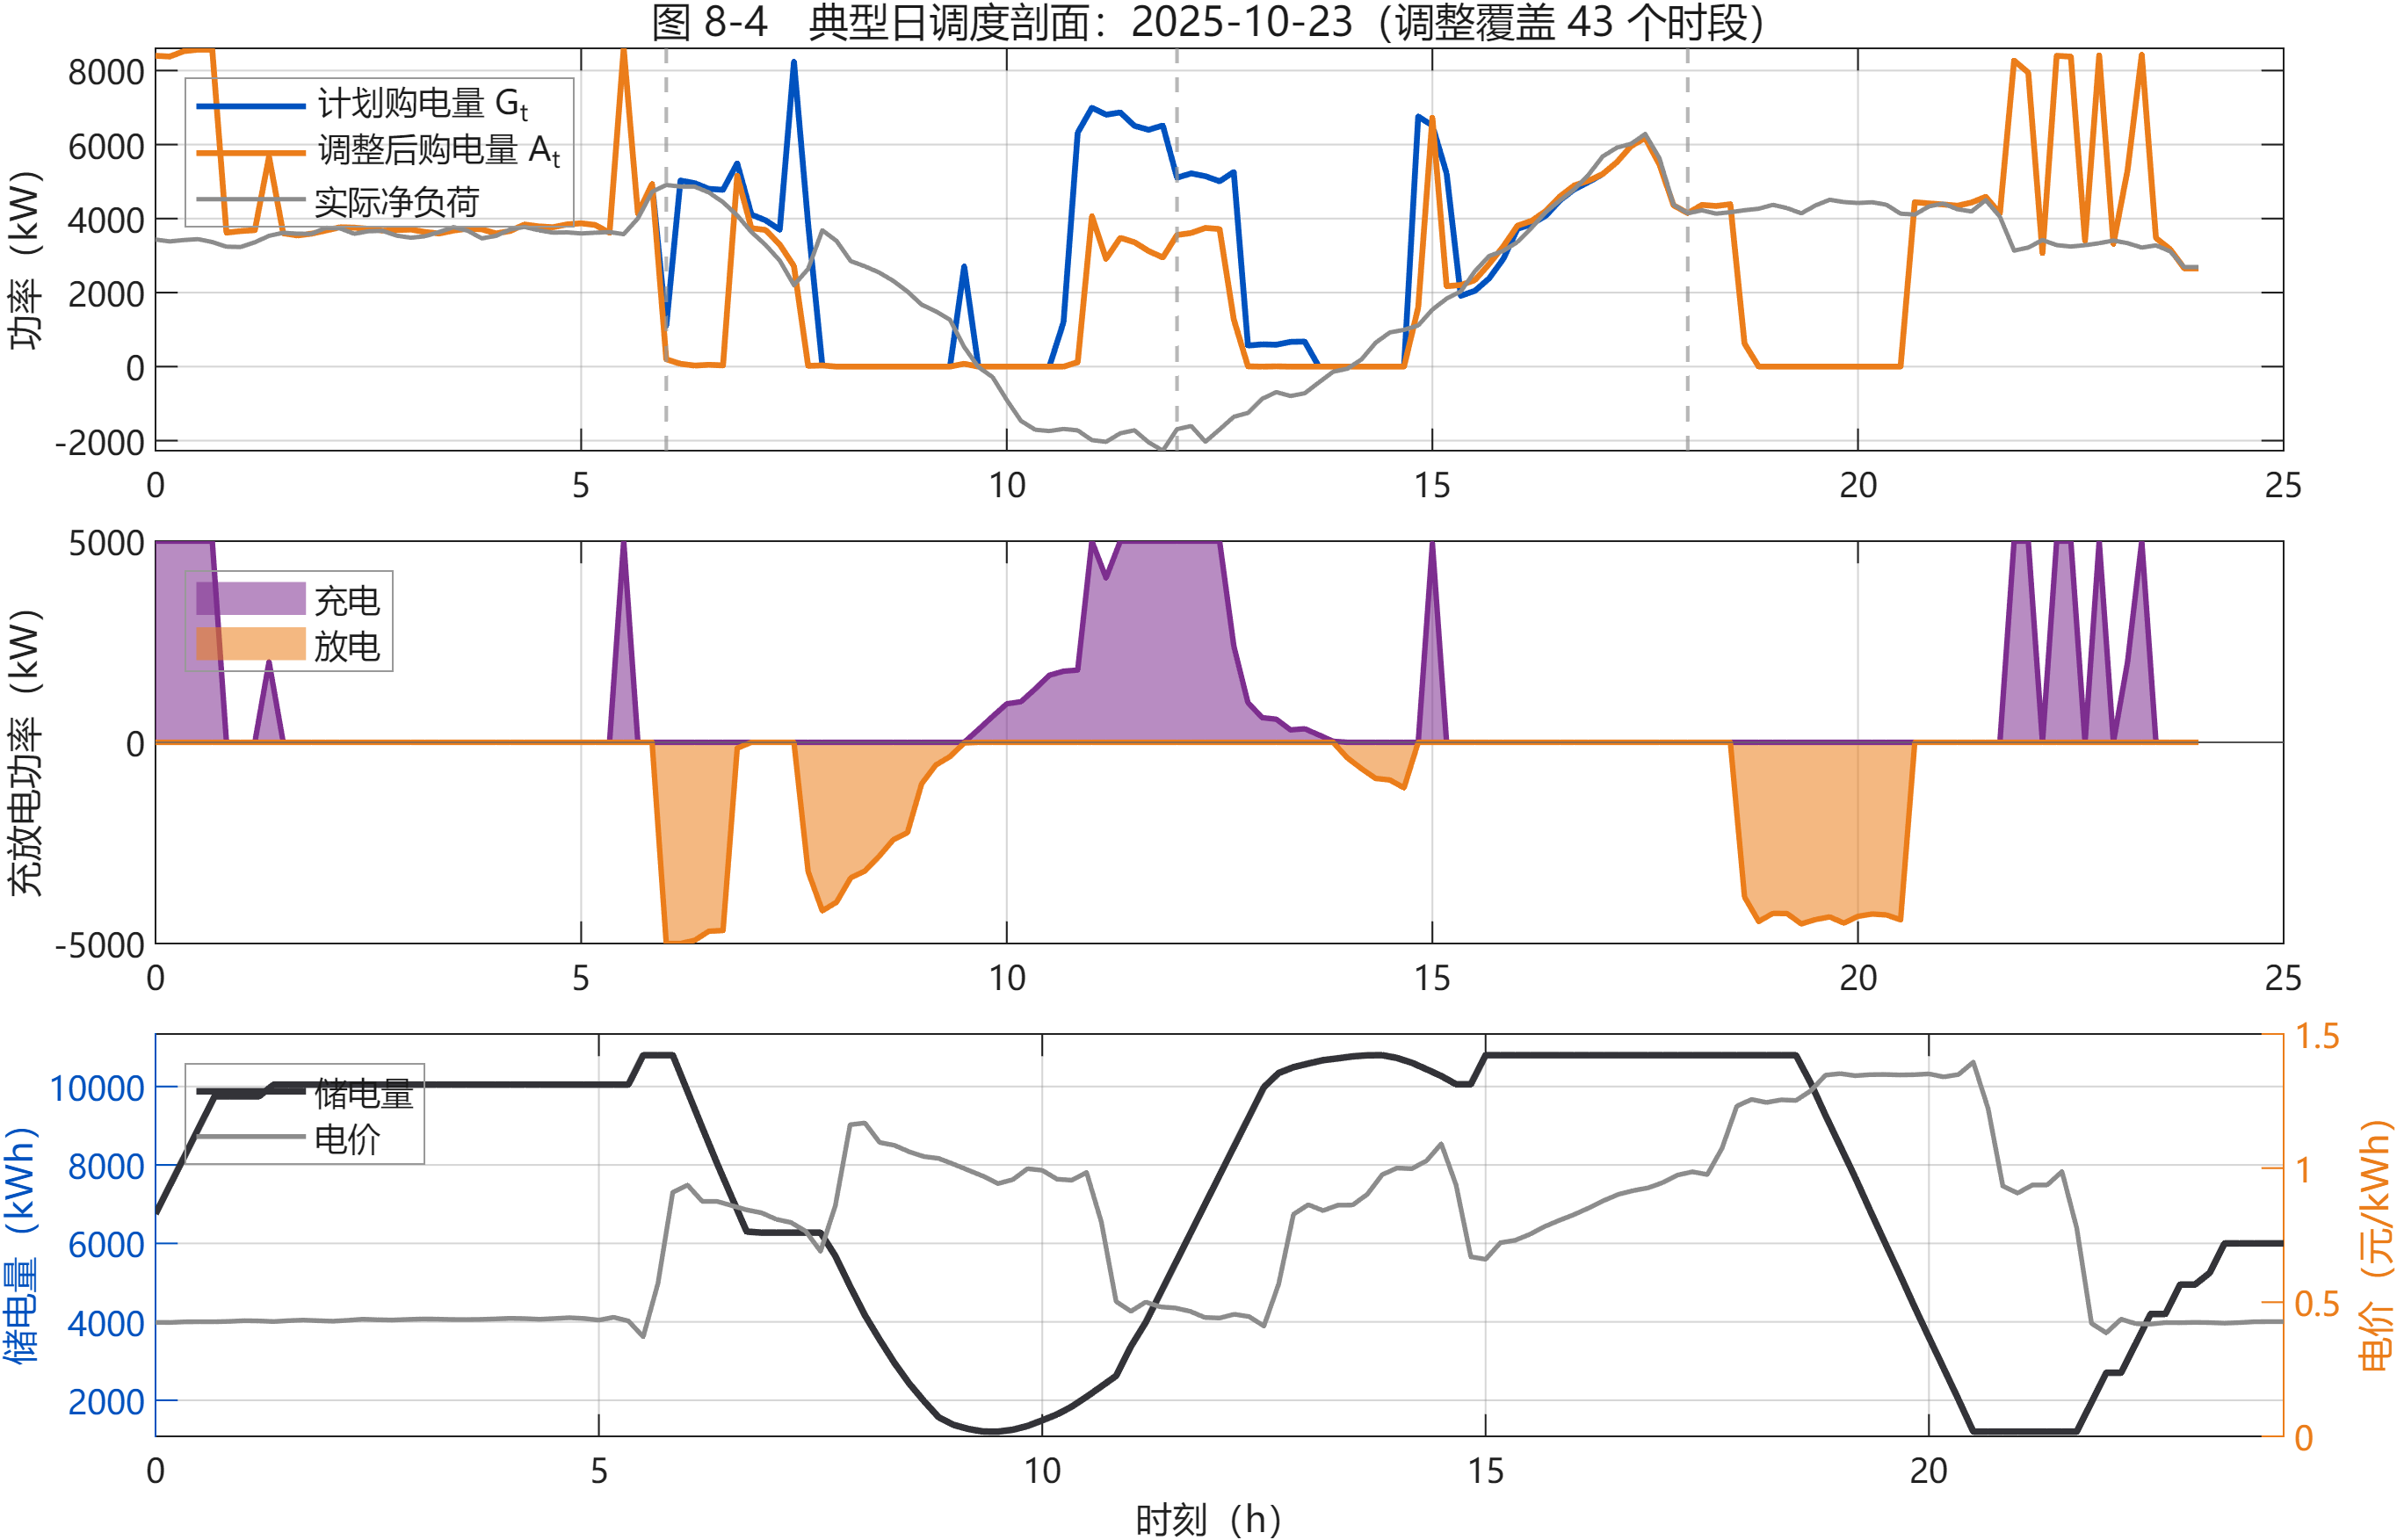 图 8-4 典型日调度剖面：2025-10-23（调整覆盖 43 个时段）
功率（kW）
8000
6000
4000
2000
0
-2000
计划购电量 Gt
调整后购电量 At
实际净负荷
0 5 10 15 20 25
充放电功率（kW）
5000
0
-5000
充电
放电
0 5 10 15 20 25
储电量（kWh）
10000
8000
6000
4000
2000
储电量
电价
1.5
1
0.5
0
电价（元/kWh）
0 5 10 15 20
时刻（h）